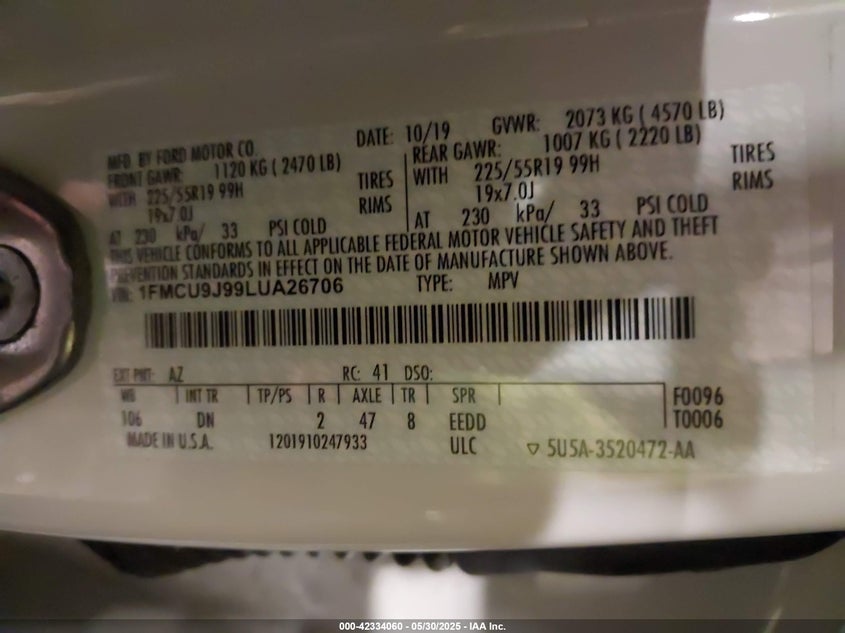 MFD. BY FORD MOTOR CO. DATE: 10/19 GVWR: 2073 KG ( 4570 LB)
FRONT GAWR: 1120 KG ( 2470 LB) REAR GAWR: 1007 KG ( 2220 LB)
WITH 225/55R19 99H TIRES WITH 225/55R19 99H TIRES
19x7.0J RIMS 19x7.0J RIMS
AT 230 kPa/ 33 PSI COLD AT 230 kPa/ 33 PSI COLD
THIS VEHICLE CONFORMS TO ALL APPLICABLE FEDERAL MOTOR VEHICLE SAFETY AND THEFT
PREVENTION STANDARDS IN EFFECT ON THE DATE OF MANUFACTURE SHOWN ABOVE.
VIN: 1FMCU9J99LUA26706 TYPE: MPV
EXT PNT: AZ RC: 41 DSO:
WB INT TR TP/PS R AXLE TR SPR F0096
106 DN 2 47 8 EEDD T0006
MADE IN U.S.A. 1201910247933 ULC ▽ 5U5A-3520472-AA
000-42334060 - 05/30/2025 - IAA Inc.